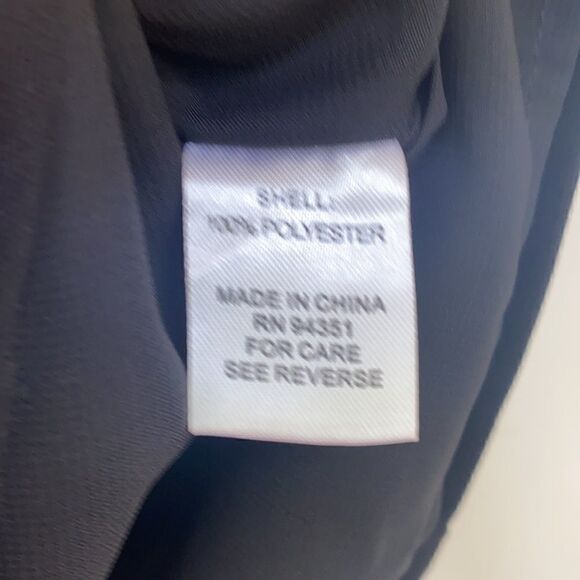 SHELL:
100% POLYESTER
MADE IN CHINA
RN 94351
FOR CARE
SEE REVERSE